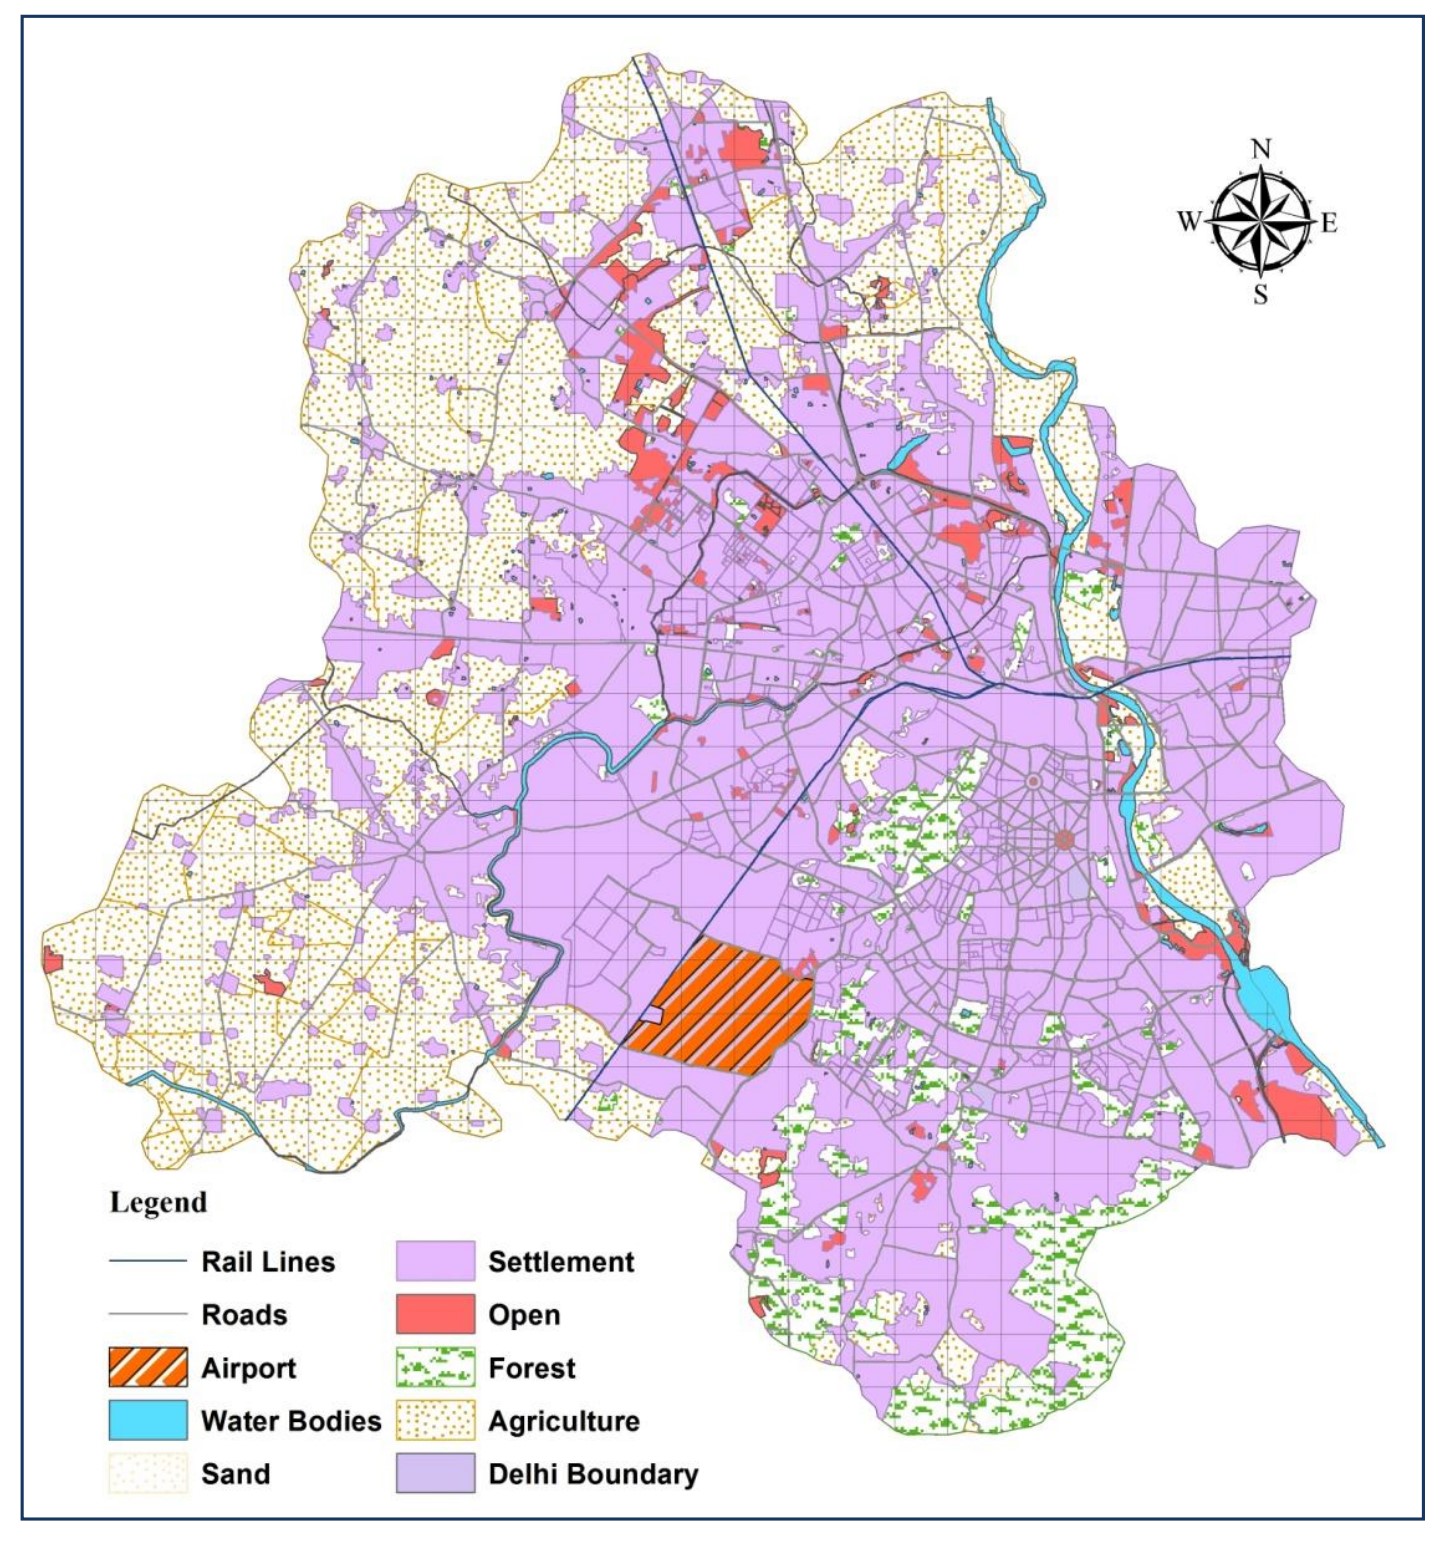 N
W E
S
Legend
Rail Lines
Settlement
Roads
Open
Airport
Forest
Water Bodies
Agriculture
Sand
Delhi Boundary